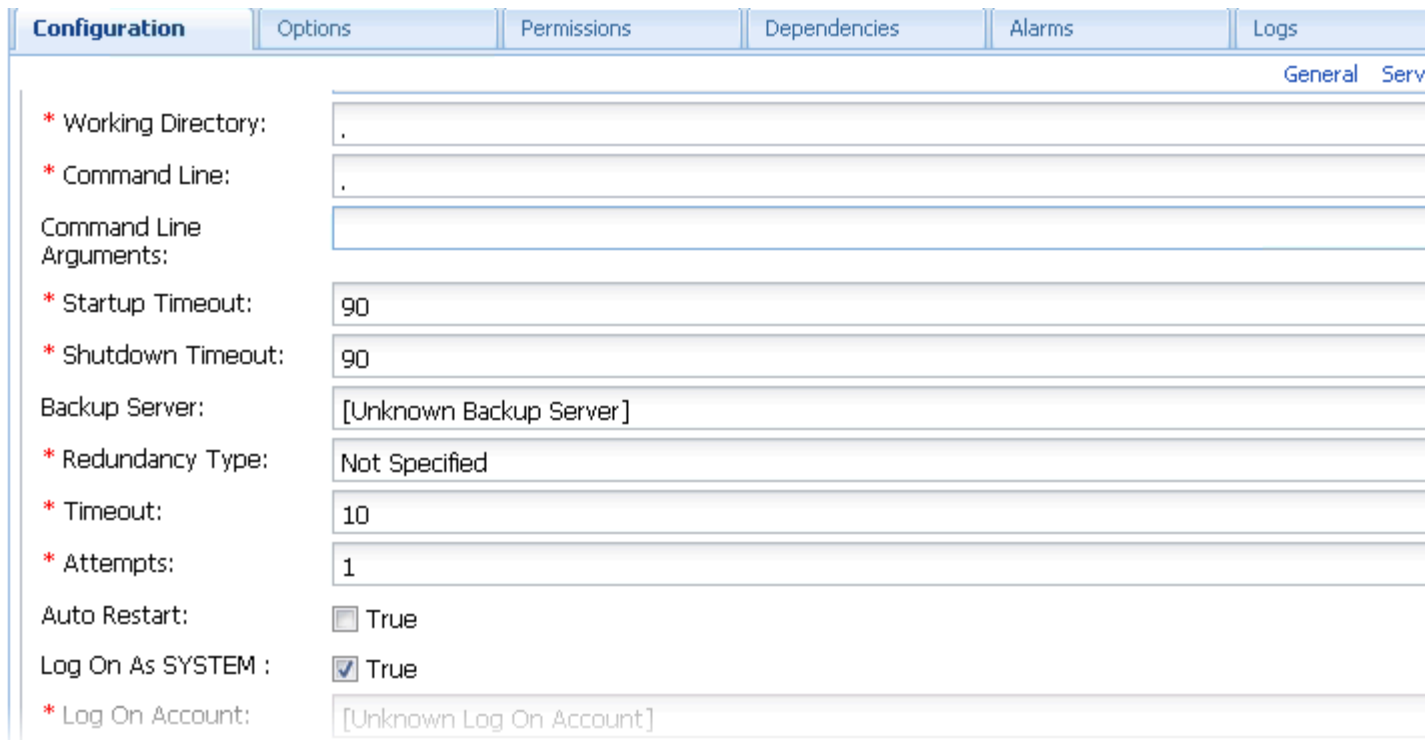 Configuration Options Permissions Dependencies Alarms Logs
General Serv
* Working Directory: .
* Command Line: .
Command Line
Arguments:
* Startup Timeout: 90
* Shutdown Timeout: 90
Backup Server: [Unknown Backup Server]
* Redundancy Type: Not Specified
* Timeout: 10
* Attempts: 1
Auto Restart: True
Log On As SYSTEM : True
* Log On Account: [Unknown Log On Account]